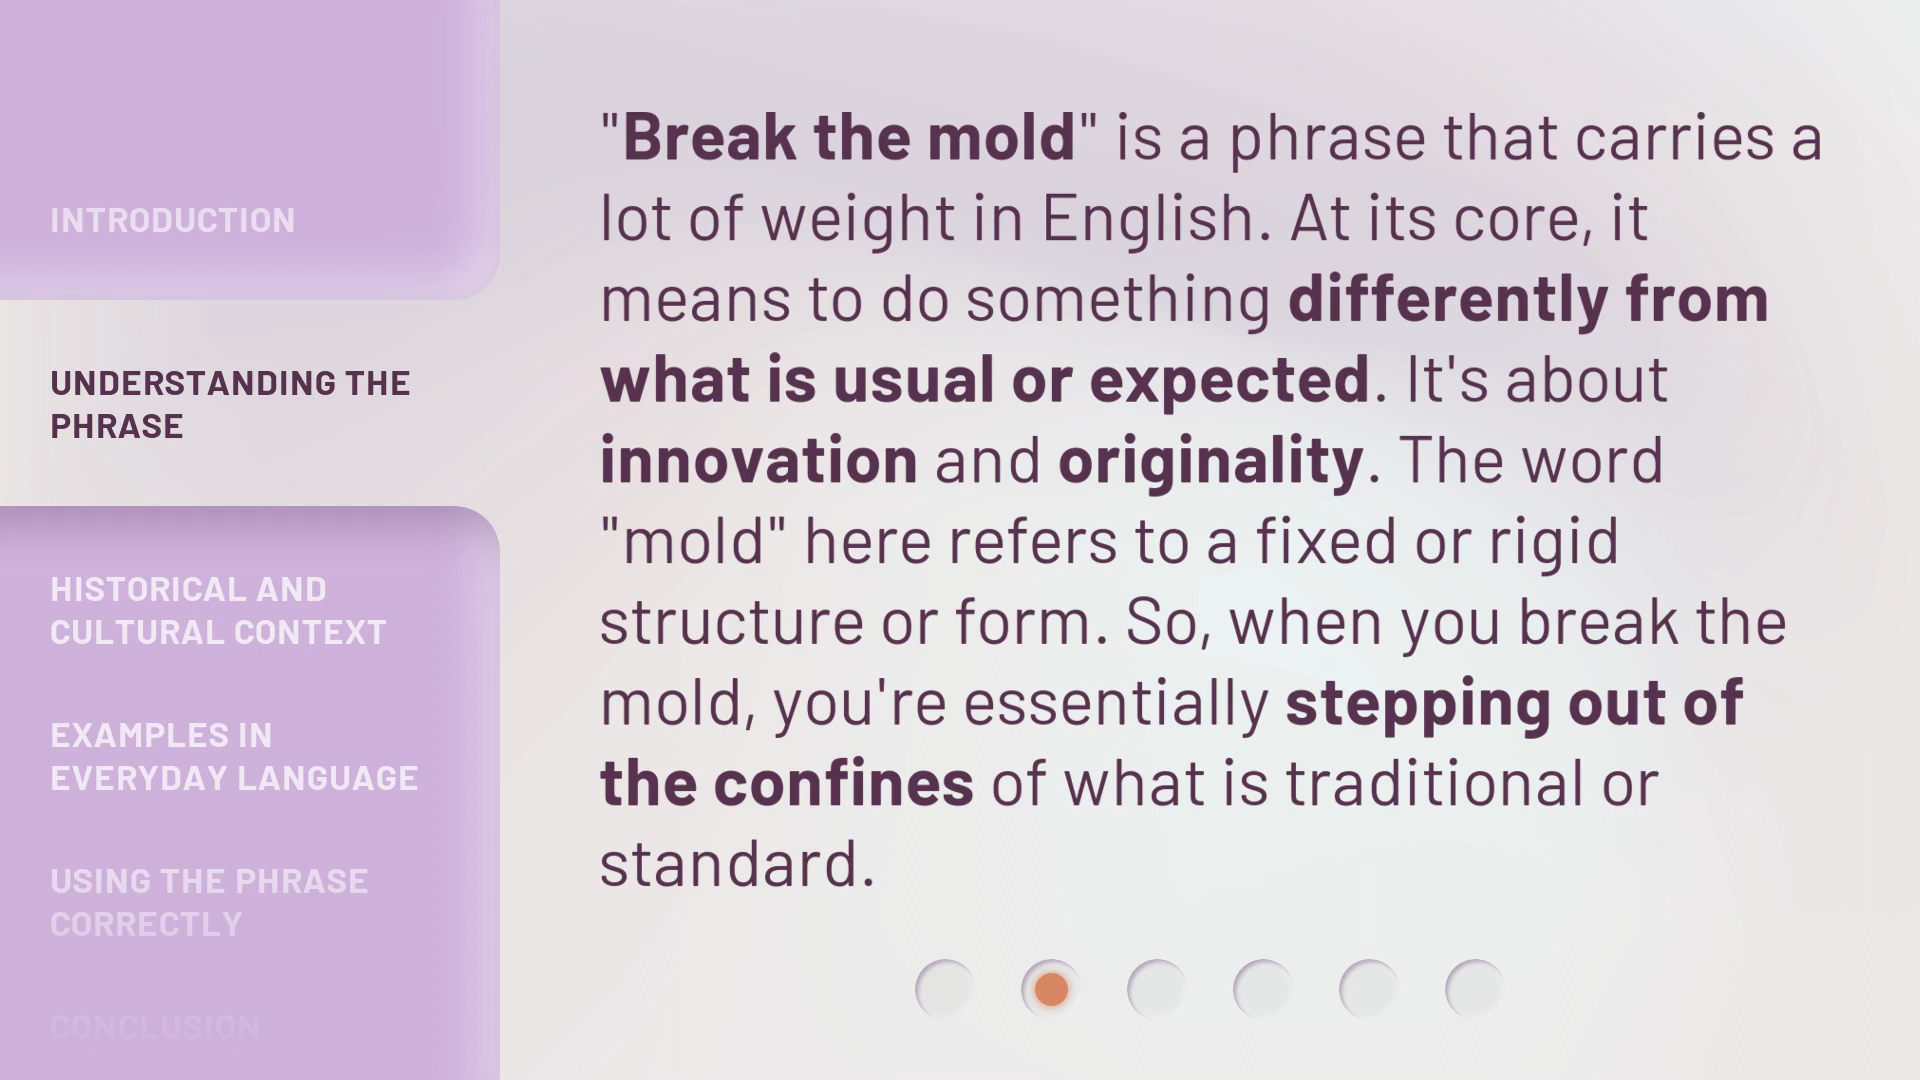 INTRODUCTION
UNDERSTANDING THE
PHRASE
HISTORICAL AND
CULTURAL CONTEXT
EXAMPLES IN
EVERYDAY LANGUAGE
USING THE PHRASE
CORRECTLY
CONCLUSION
"Break the mold" is a phrase that carries a
lot of weight in English. At its core, it
means to do something differently from
what is usual or expected. It's about
innovation and originality. The word
"mold" here refers to a fixed or rigid
structure or form. So, when you break the
mold, you're essentially stepping out of
the confines of what is traditional or
standard.